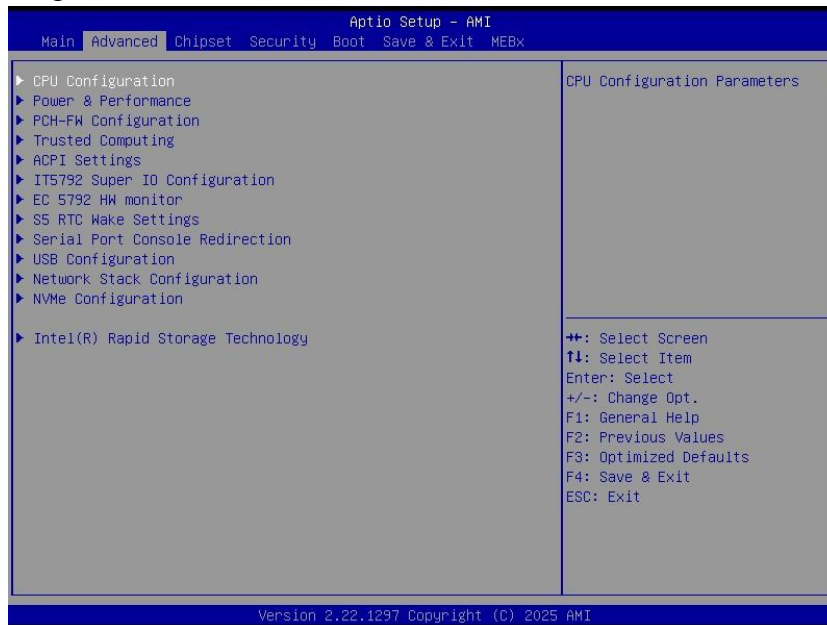 Aptio Setup – AMI
Main Advanced Chipset Security Boot Save & Exit MEBx
CPU Configuration
Power & Performance
PCH-FW Configuration
Trusted Computing
ACPI Settings
IT5792 Super IO Configuration
EC 5792 HW monitor
S5 RTC Wake Settings
Serial Port Console Redirection
USB Configuration
Network Stack Configuration
NVMe Configuration
Intel(R) Rapid Storage Technology
CPU Configuration Parameters
→←: Select Screen
↑↓: Select Item
Enter: Select
+/-: Change Opt.
F1: General Help
F2: Previous Values
F3: Optimized Defaults
F4: Save & Exit
ESC: Exit
Version 2.22.1297 Copyright (C) 2025 AMI